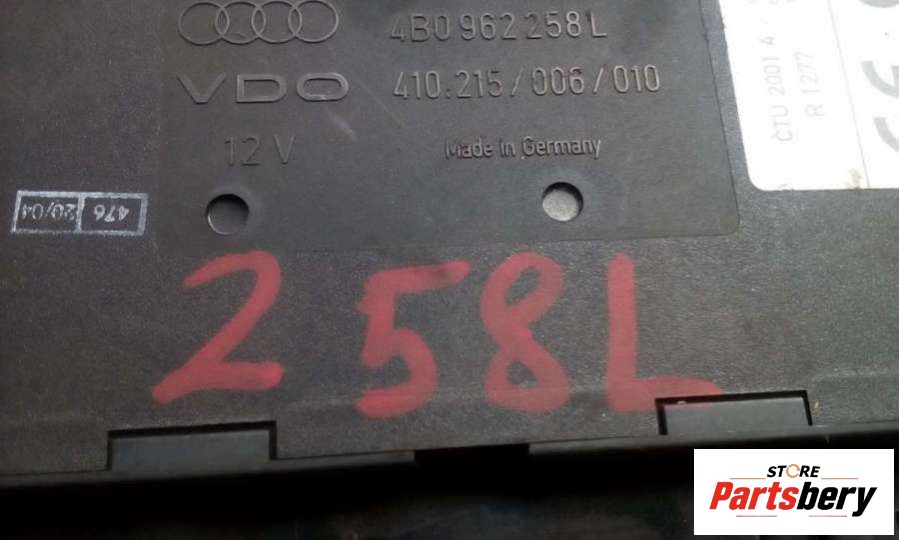 4B0 962 258 L
VDO 410.215/006/010
12 V Made in Germany
CTU 2001 4
R 1277
476
20/04
258L
STORE
Partsbery